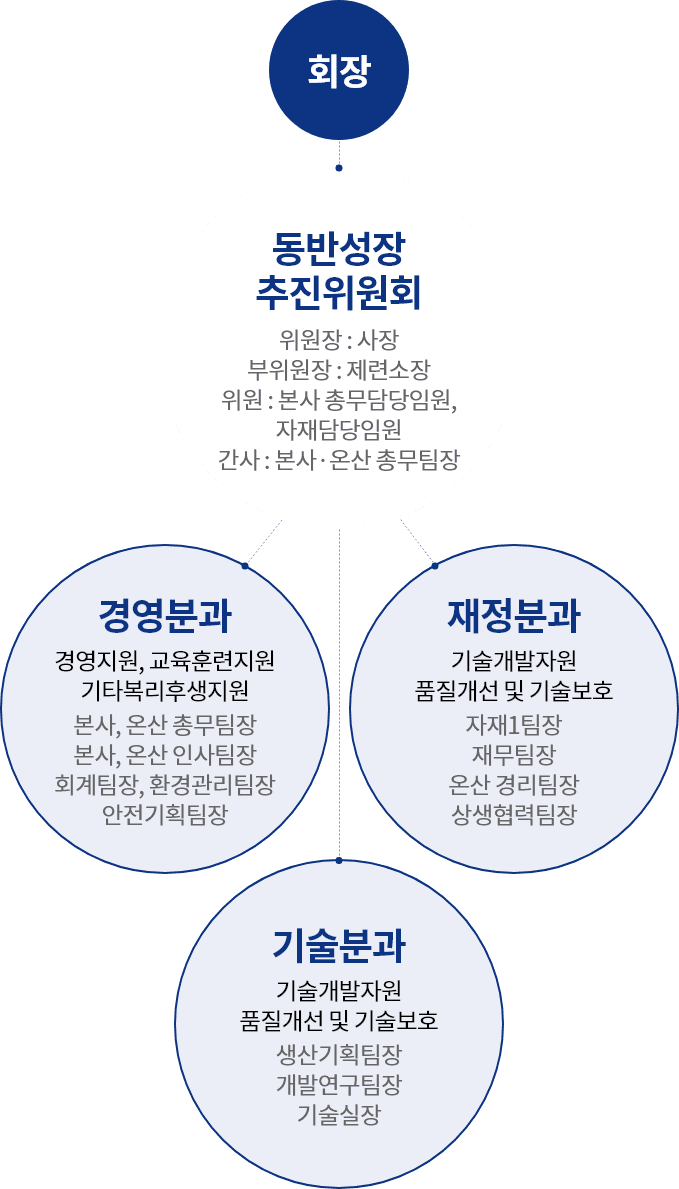 회장
동반성장
추진위원회
위원장 : 사장
부위원장 : 제련소장
위원 : 본사 총무담당임원,
자재담당임원
간사 : 본사 · 온산 총무팀장
경영분과
경영지원, 교육훈련지원
기타복리후생지원
본사, 온산 총무팀장
본사, 온산 인사팀장
회계팀장, 환경관리팀장
안전기획팀장
재정분과
기술개발자원
품질개선 및 기술보호
자재1팀장
재무팀장
온산 경리팀장
상생협력팀장
기술분과
기술개발자원
품질개선 및 기술보호
생산기획팀장
개발연구팀장
기술실장